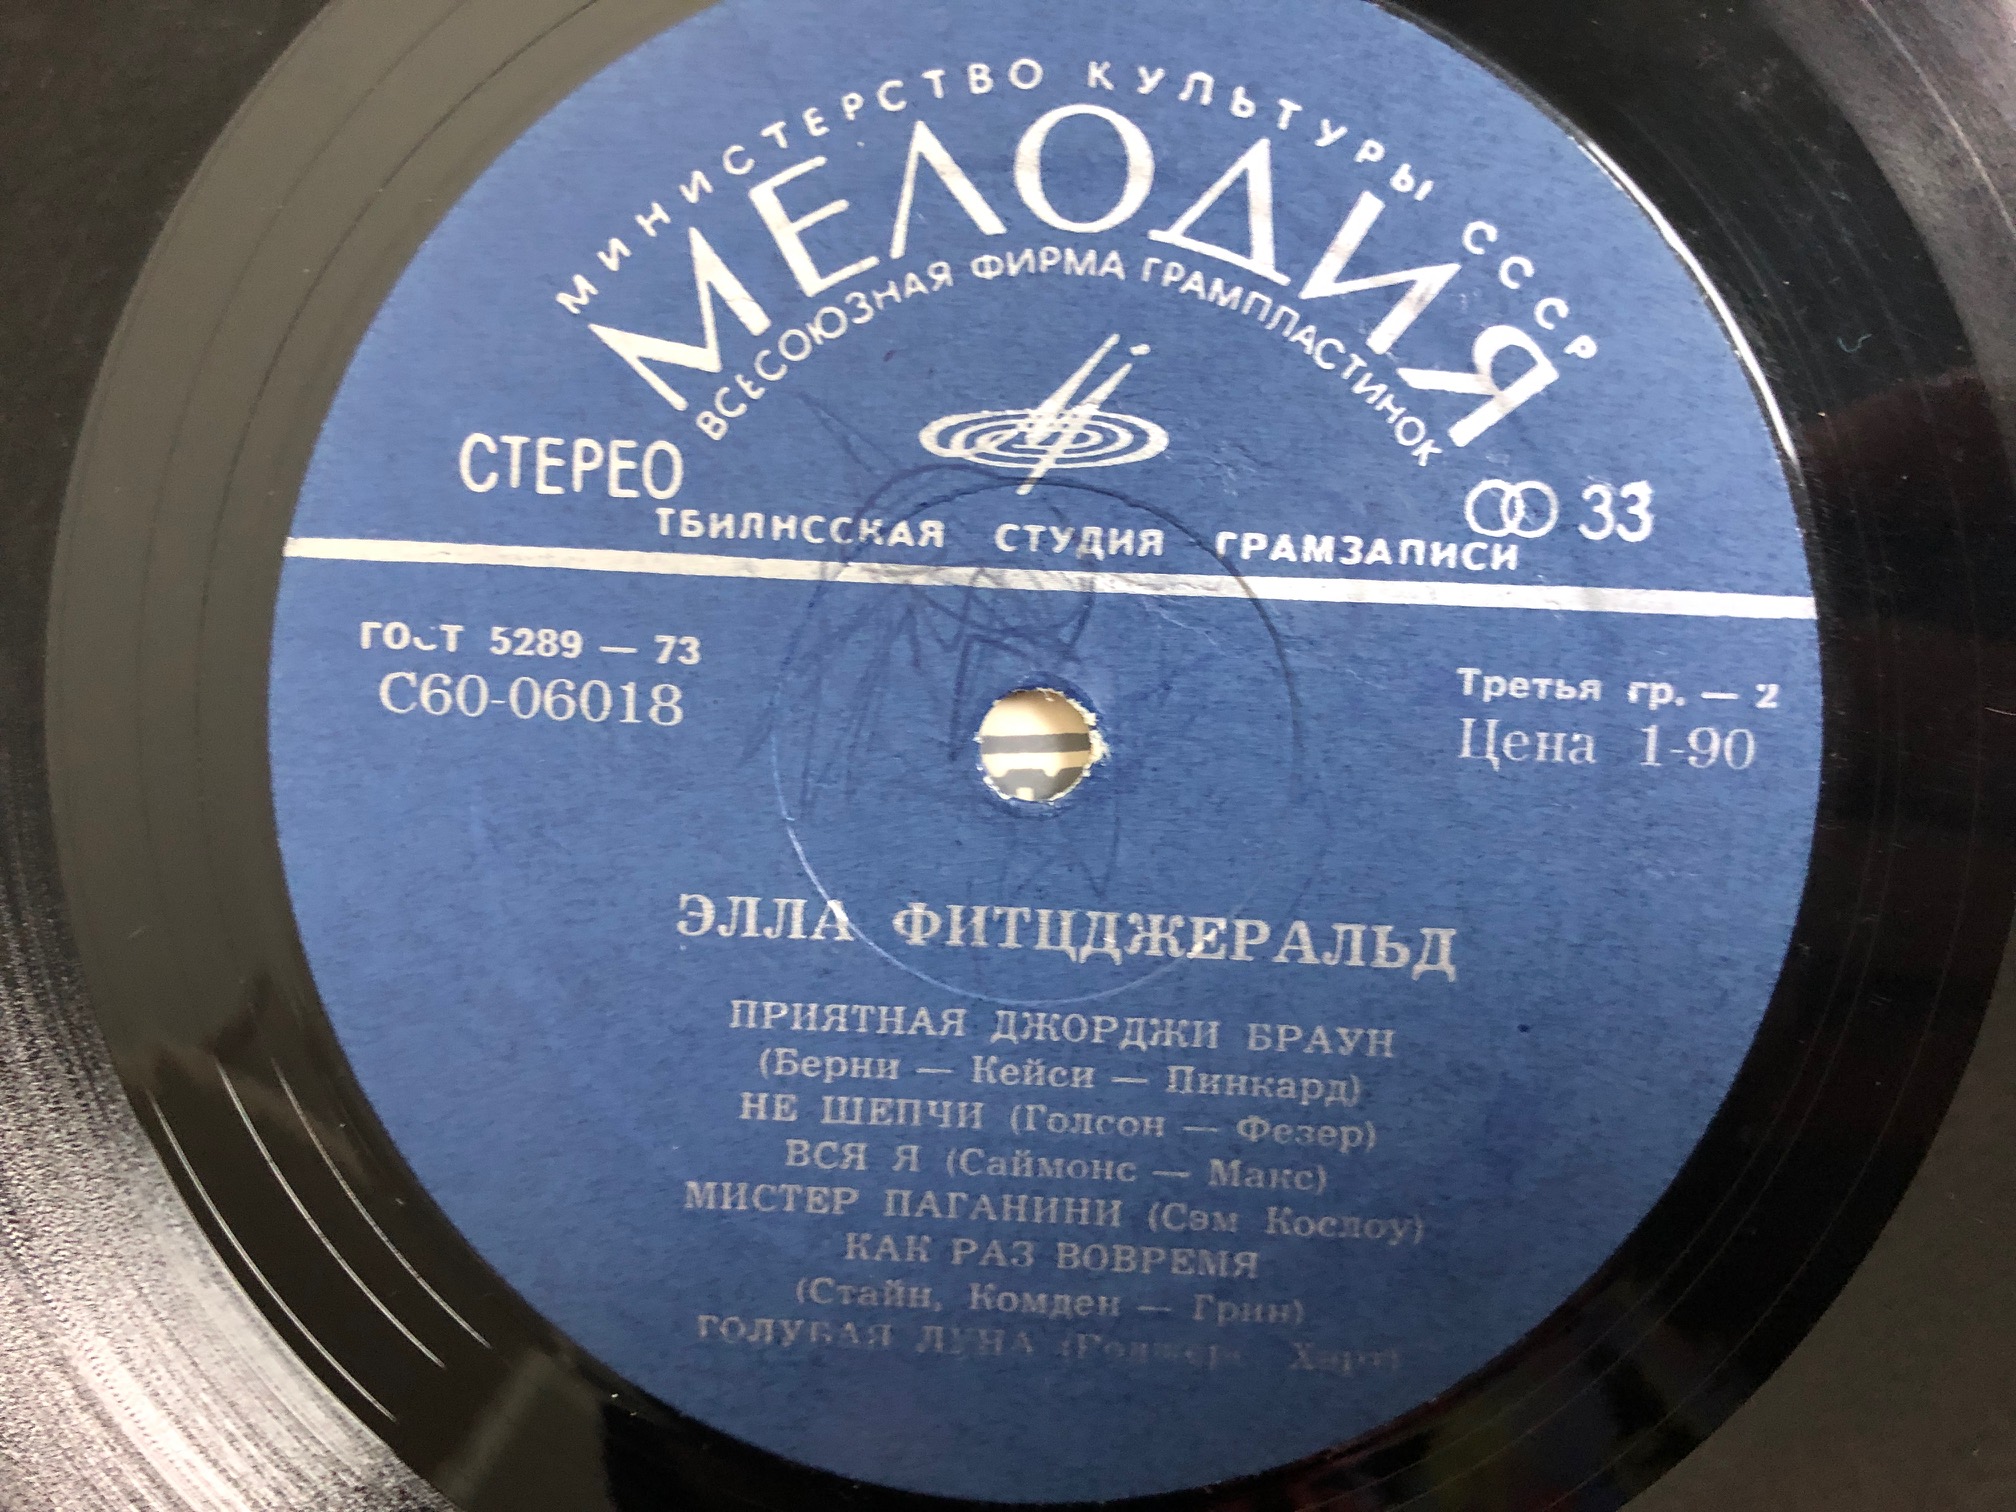 МИНИСТЕРСТВО КУЛЬТУРЫ СССР
МЕЛОДИЯ
ВСЕСОЮЗНАЯ ФИРМА ГРАМПЛАСТИНОК
СТЕРЕО
33
ТБИЛИССКАЯ СТУДИЯ ГРАМЗАПИСИ
ГОСТ 5289 — 73
С60-06018
Третья гр. — 2
Цена 1-90
ЭЛЛА ФИТЦДЖЕРАЛЬД
ПРИЯТНАЯ ДЖОРДЖИ БРАУН
(Берни — Кейси — Пинкард)
НЕ ШЕПЧИ (Голсон — Фезер)
ВСЯ Я (Саймонс — Макс)
МИСТЕР ПАГАНИНИ (Сэм Кослоу)
КАК РАЗ ВОВРЕМЯ
(Стайн, Комден — Грин)
ГОЛУБАЯ ЛУНА